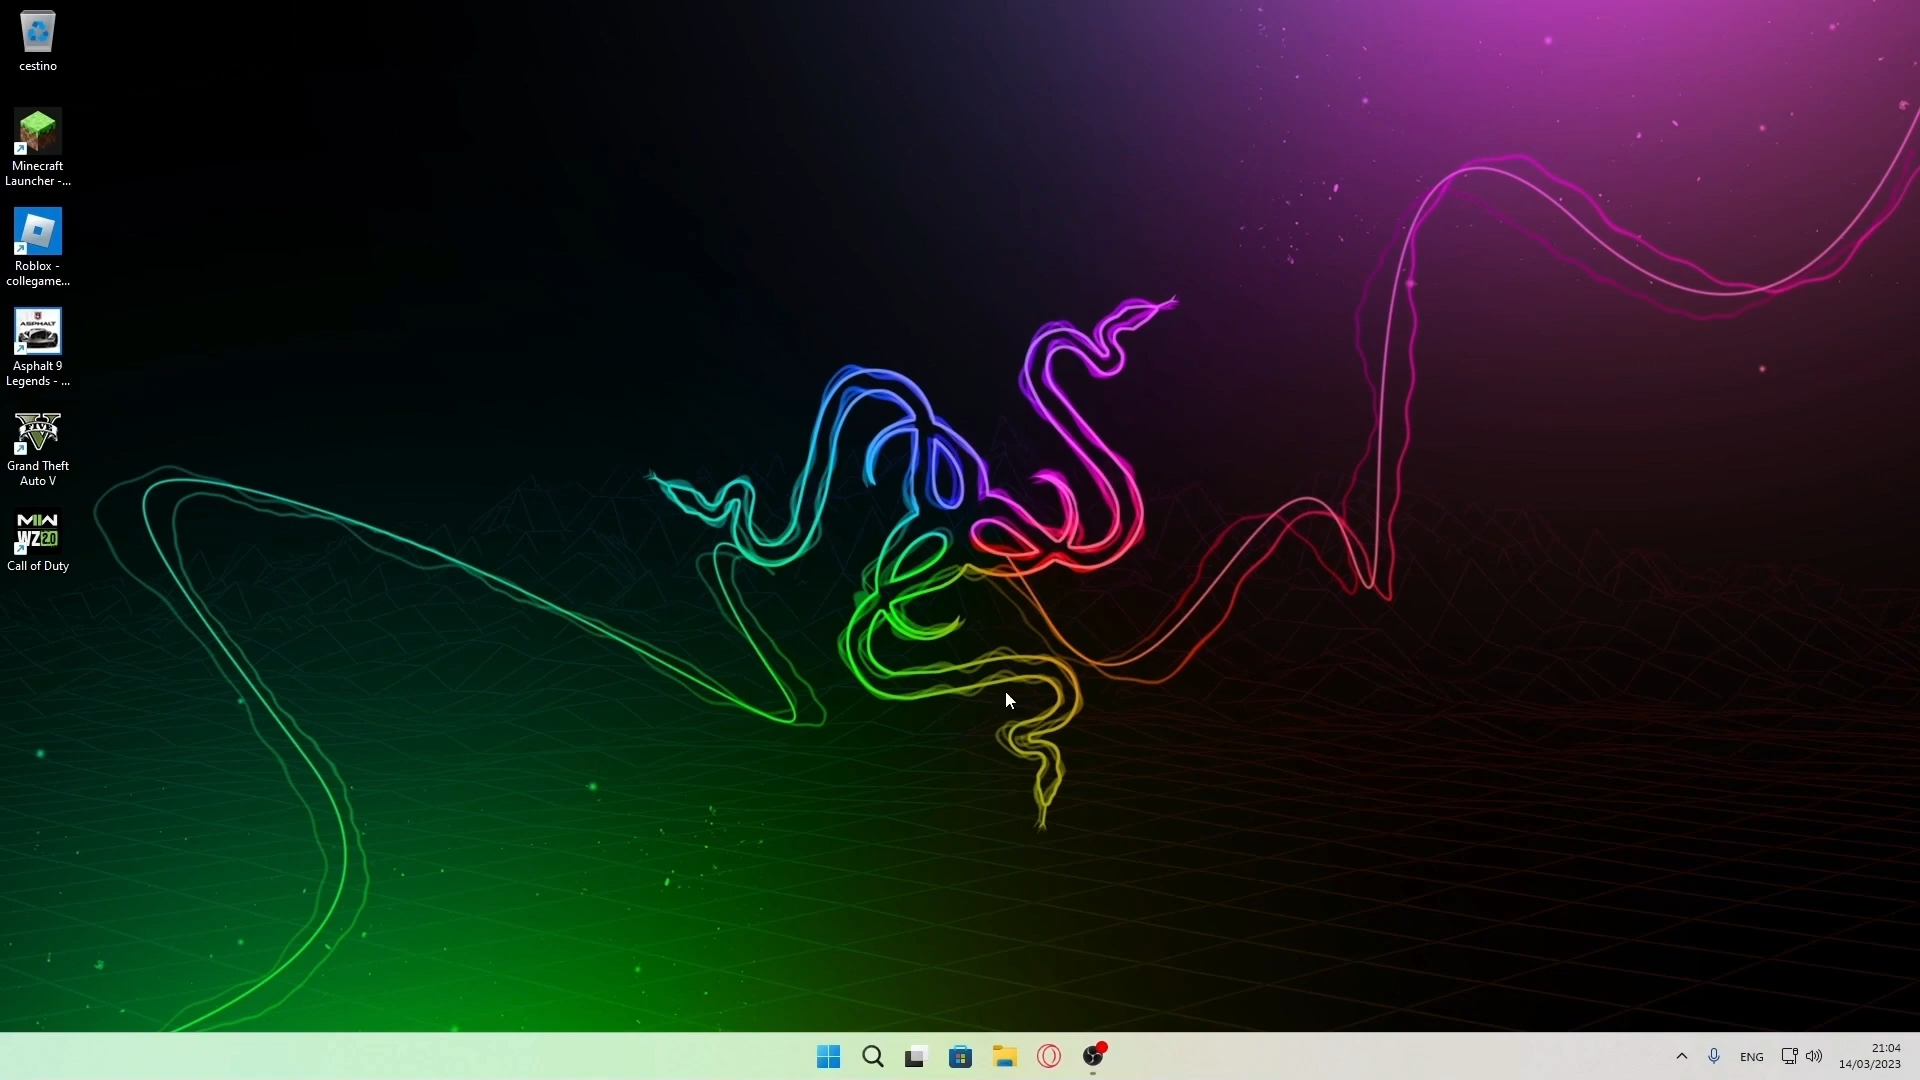 cestino
Minecraft
Launcher -...
Roblox -
collegame...
ASPHALT
Asphalt 9
Legends - ...
V
FIVE
Grand Theft
Auto V
MW
WZ 2.0
Call of Duty
ENG
21:04
14/03/2023